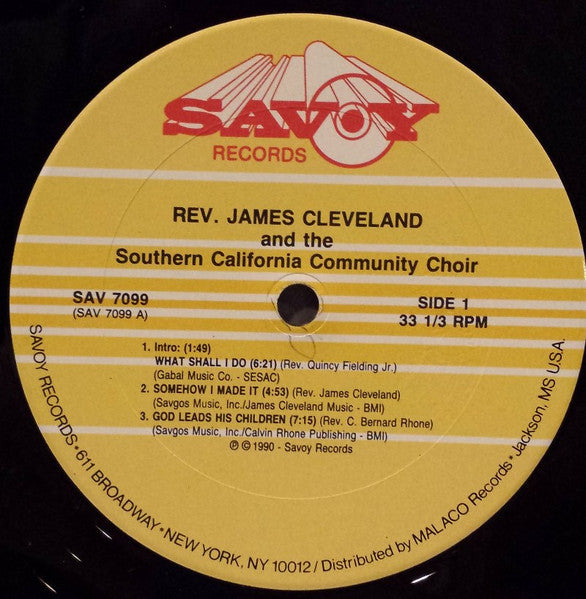 SAVOY
RECORDS
REV. JAMES CLEVELAND
and the
Southern California Community Choir
SAV 7099
(SAV 7099 A)
SIDE 1
33 1/3 RPM
1. Intro: (1:49)
WHAT SHALL I DO (6:21) (Rev. Quincy Fielding Jr.)
(Gabal Music Co. - SESAC)
2. SOMEHOW I MADE IT (4:53) (Rev. James Cleveland)
(Savgos Music, Inc./James Cleveland Music - BMI)
3. GOD LEADS HIS CHILDREN (7:15) (Rev. C. Bernard Rhone)
(Savgos Music, Inc./Calvin Rhone Publishing - BMI)
℗ © 1990 - Savoy Records
SAVOY RECORDS • 611 BROADWAY • NEW YORK, NY 10012 / Distributed by MALACO Records • Jackson, MS U.S.A.